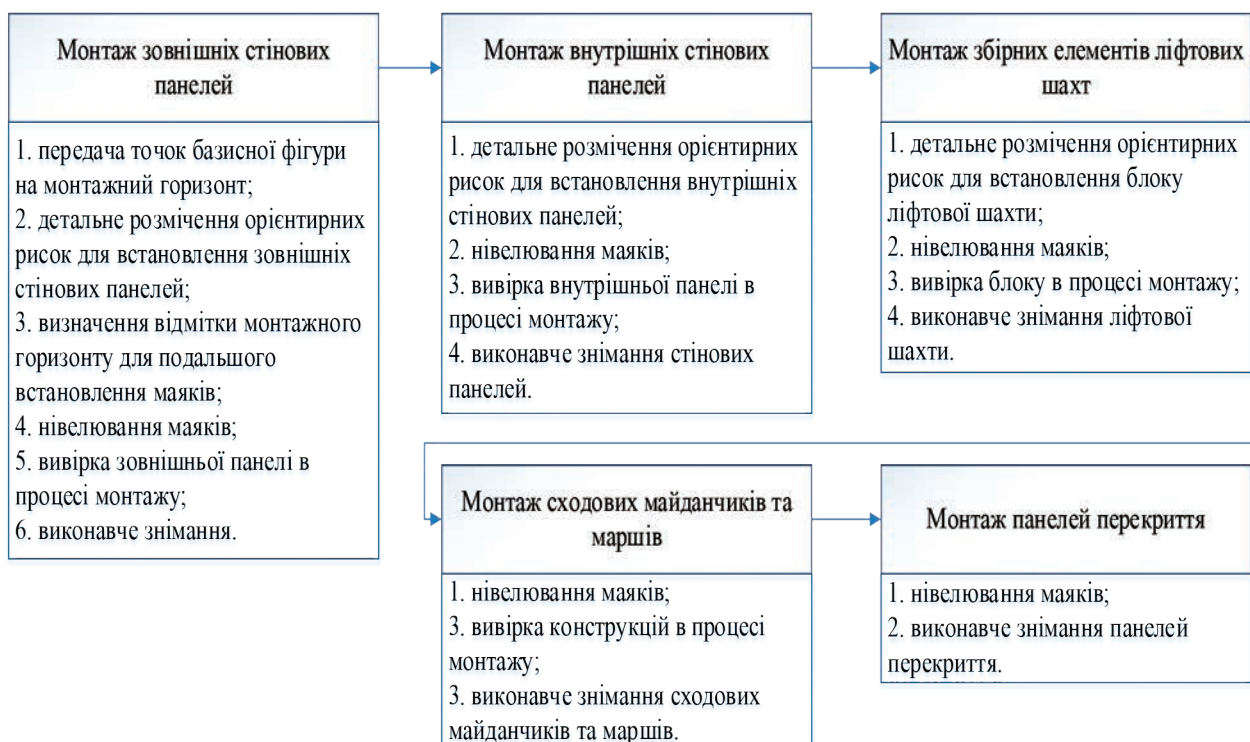 Монтаж зовнішніх стінових
панелей
1. передача точок базисної фігури
на монтажний горизонт;
2. детальне розмічення орієнтирних
рисок для встановлення зовнішніх
стінових панелей;
3. визначення відмітки монтажного
горизонту для подальшого
встановлення маяків;
4. нівелювання маяків;
5. вивірка зовнішньої панелі в
процесі монтажу;
6. виконавче знімання.
Монтаж внутрішніх стінових
панелей
1. детальне розмічення орієнтирних
рисок для встановлення внутрішніх
стінових панелей;
2. нівелювання маяків;
3. вивірка внутрішньої панелі в
процесі монтажу;
4. виконавче знімання стінових
панелей.
Монтаж збірних елементів ліфтових
шахт
1. детальне розмічення орієнтирних
рисок для встановлення блоку
ліфтової шахти;
2. нівелювання маяків;
3. вивірка блоку в процесі монтажу;
4. виконавче знімання ліфтової
шахти.
Монтаж сходових майданчиків та
маршів
1. нівелювання маяків;
3. вивірка конструкцій в процесі
монтажу;
3. виконавче знімання сходових
майданчиків та маршів.
Монтаж панелей перекриття
1. нівелювання маяків;
2. виконавче знімання панелей
перекриття.